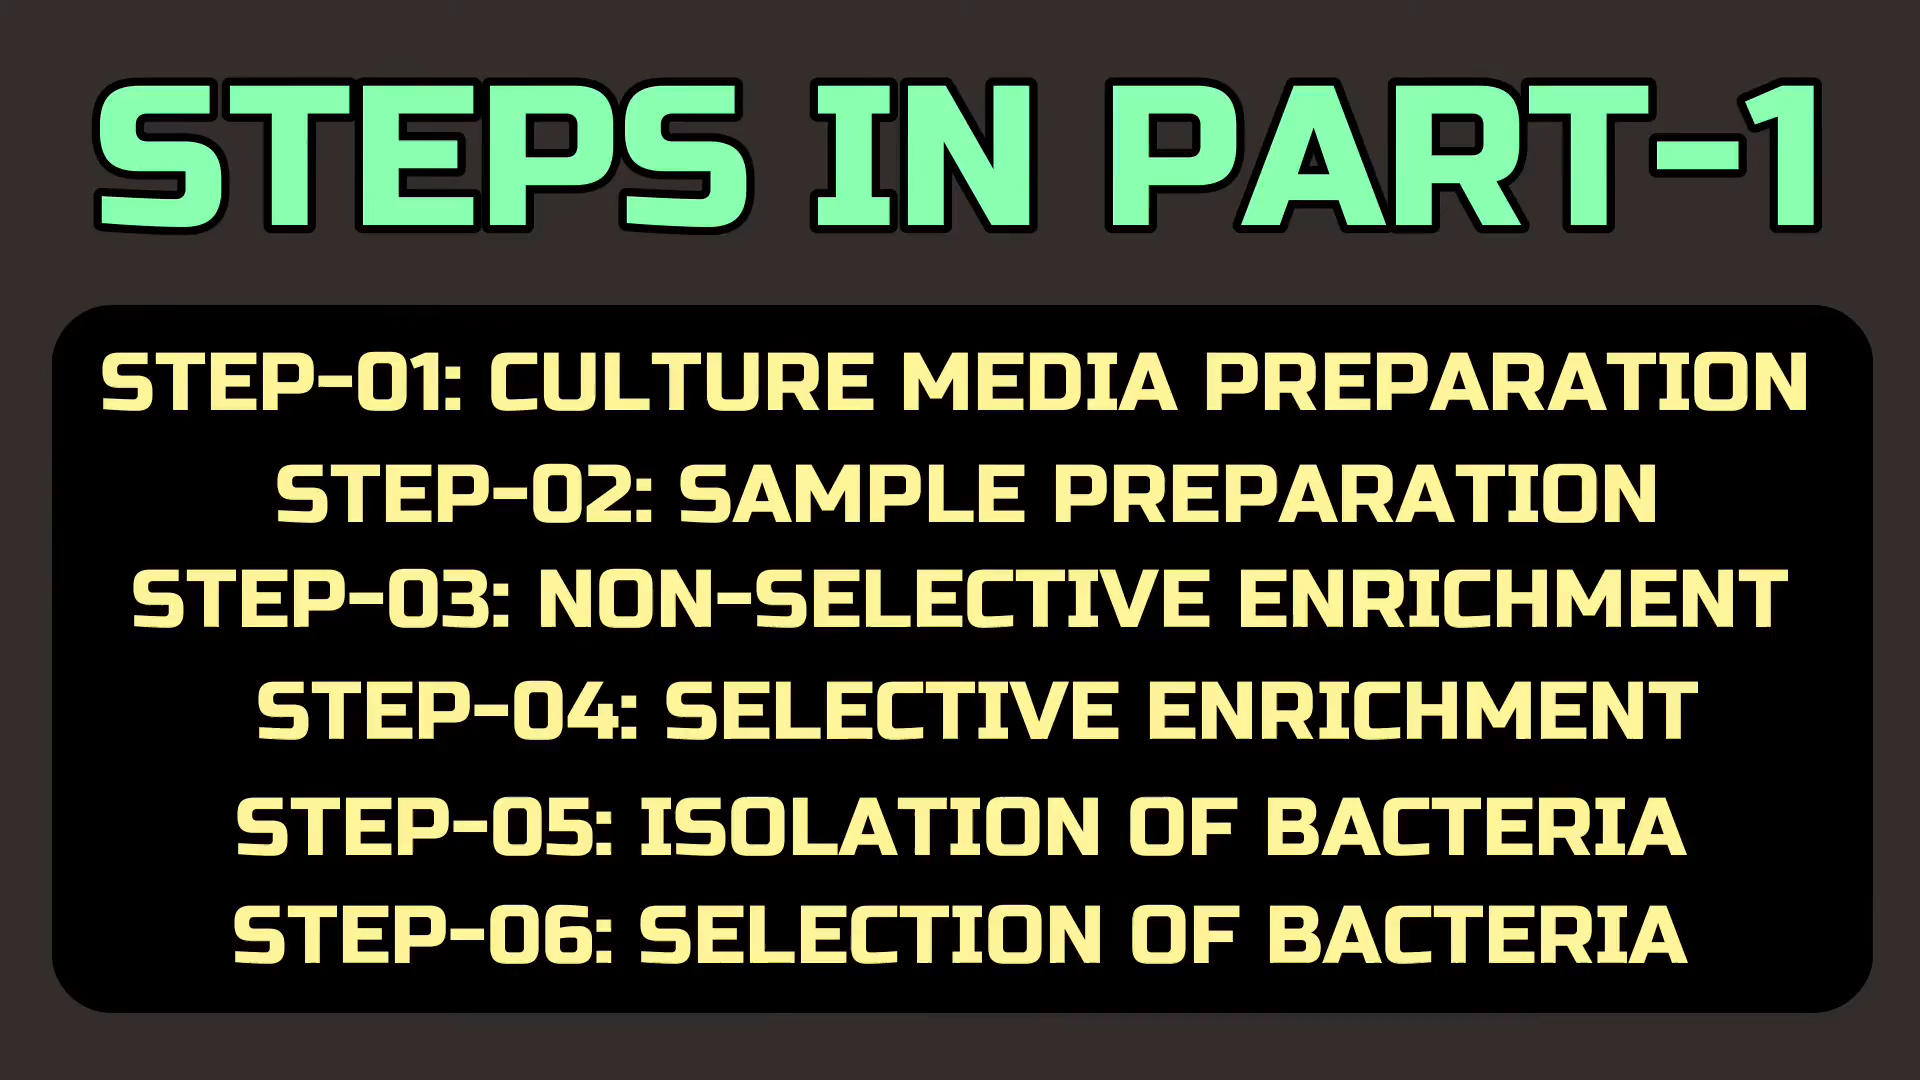 STEPS IN PART-1
STEP-01: CULTURE MEDIA PREPARATION
STEP-02: SAMPLE PREPARATION
STEP-03: NON-SELECTIVE ENRICHMENT
STEP-04: SELECTIVE ENRICHMENT
STEP-05: ISOLATION OF BACTERIA
STEP-06: SELECTION OF BACTERIA